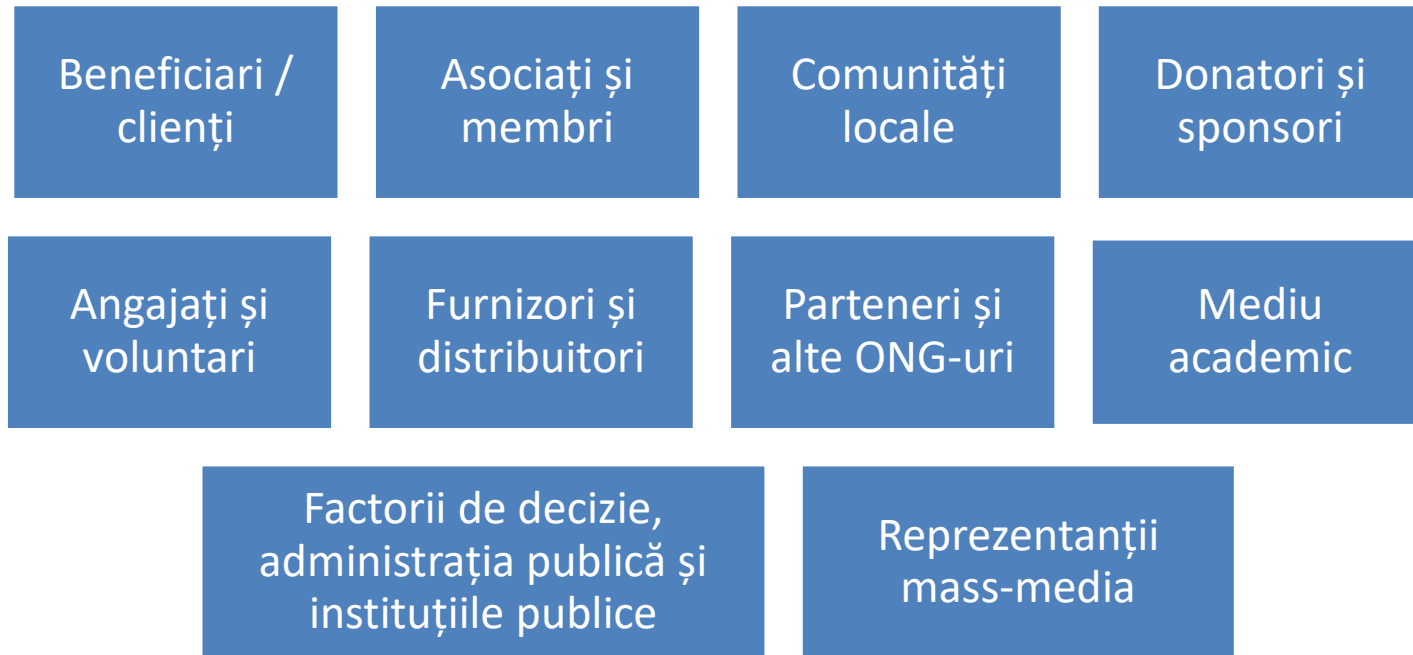 Beneficiari /
clienți
Asociați și
membri
Comunități
locale
Donatori și
sponsori
Angajați și
voluntari
Furnizori și
distribuitori
Parteneri și
alte ONG-uri
Mediu
academic
Factorii de decizie,
administrația publică și
instituțiile publice
Reprezentanții
mass-media